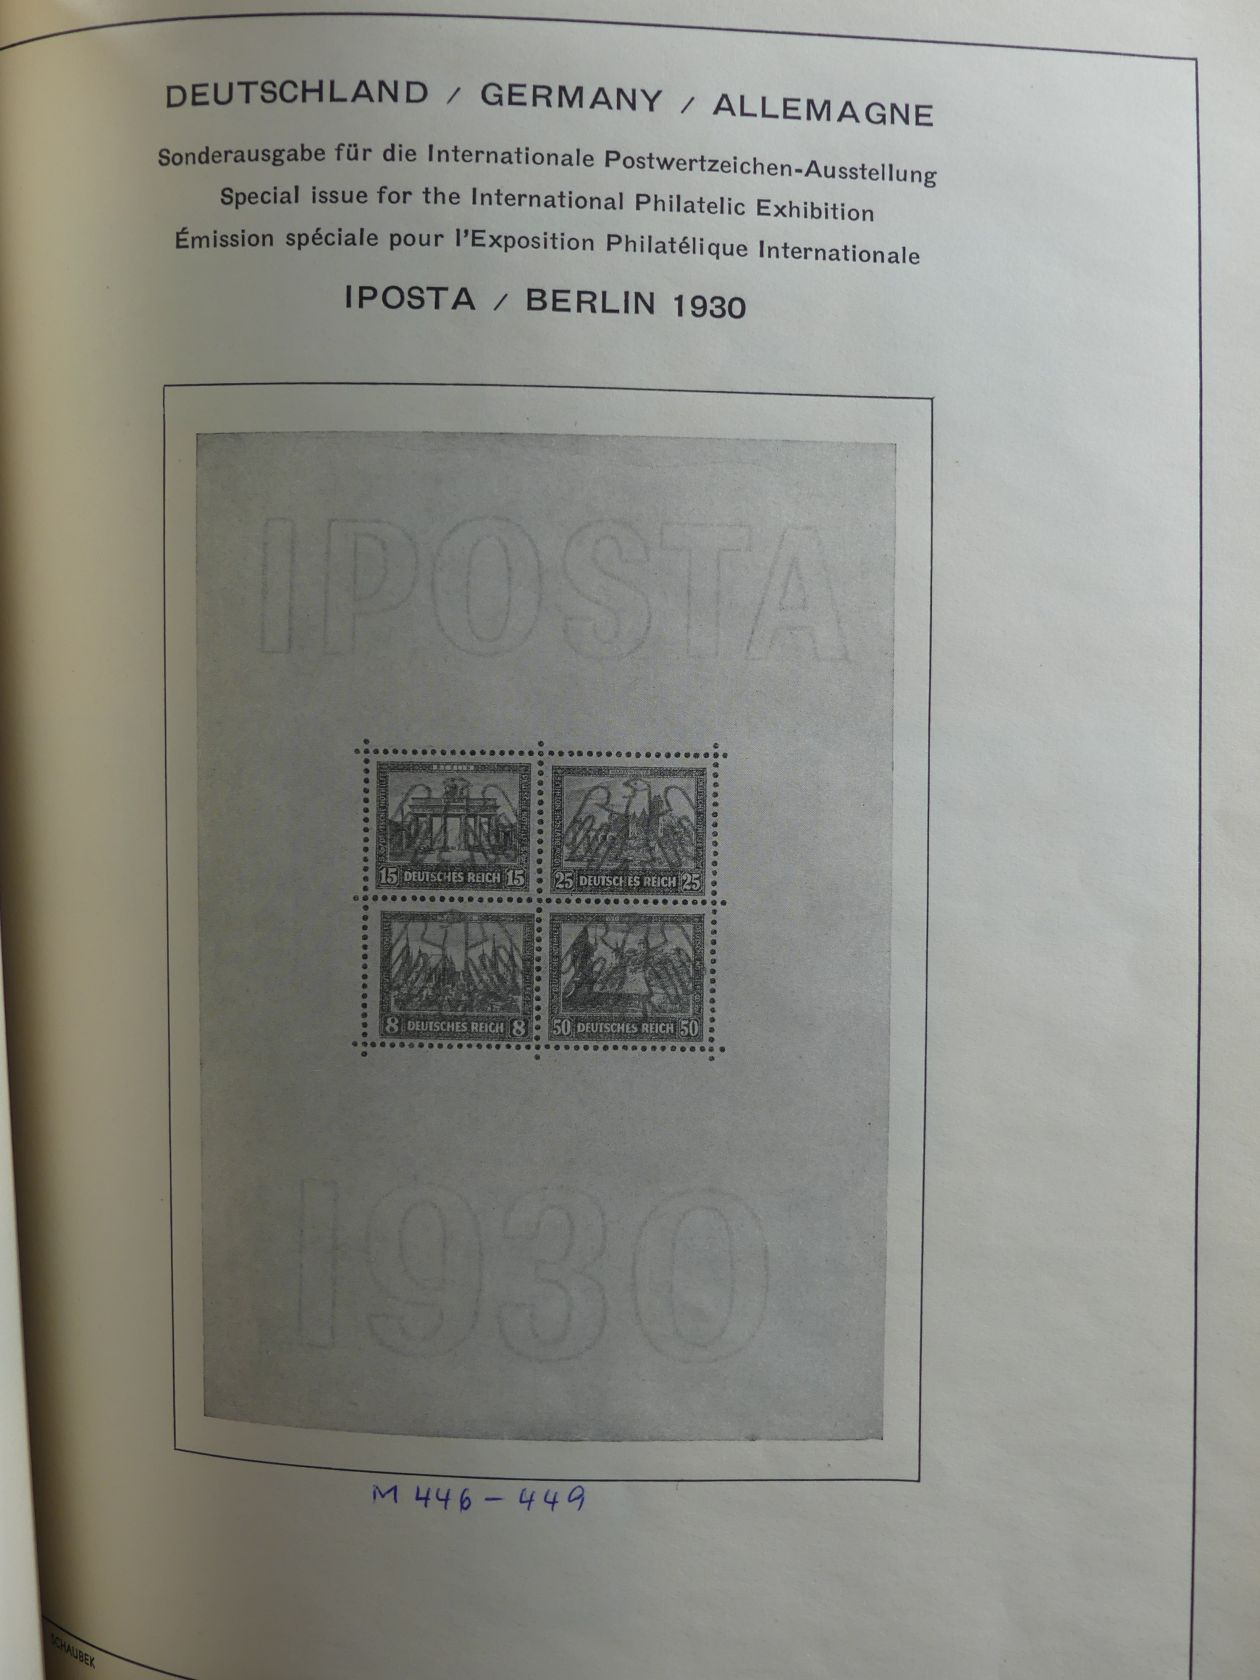 DEUTSCHLAND / GERMANY / ALLEMAGNE
Sonderausgabe für die Internationale Postwertzeichen-Ausstellung
Special issue for the International Philatelic Exhibition
Émission spéciale pour l'Exposition Philatélique Internationale
IPOSTA / BERLIN 1930
IPOSTA
15 DEUTSCHES REICH 15
25 DEUTSCHES REICH 25
8 DEUTSCHES REICH 8
50 DEUTSCHES REICH 50
1930
M 446 - 449
SCHAUBEK